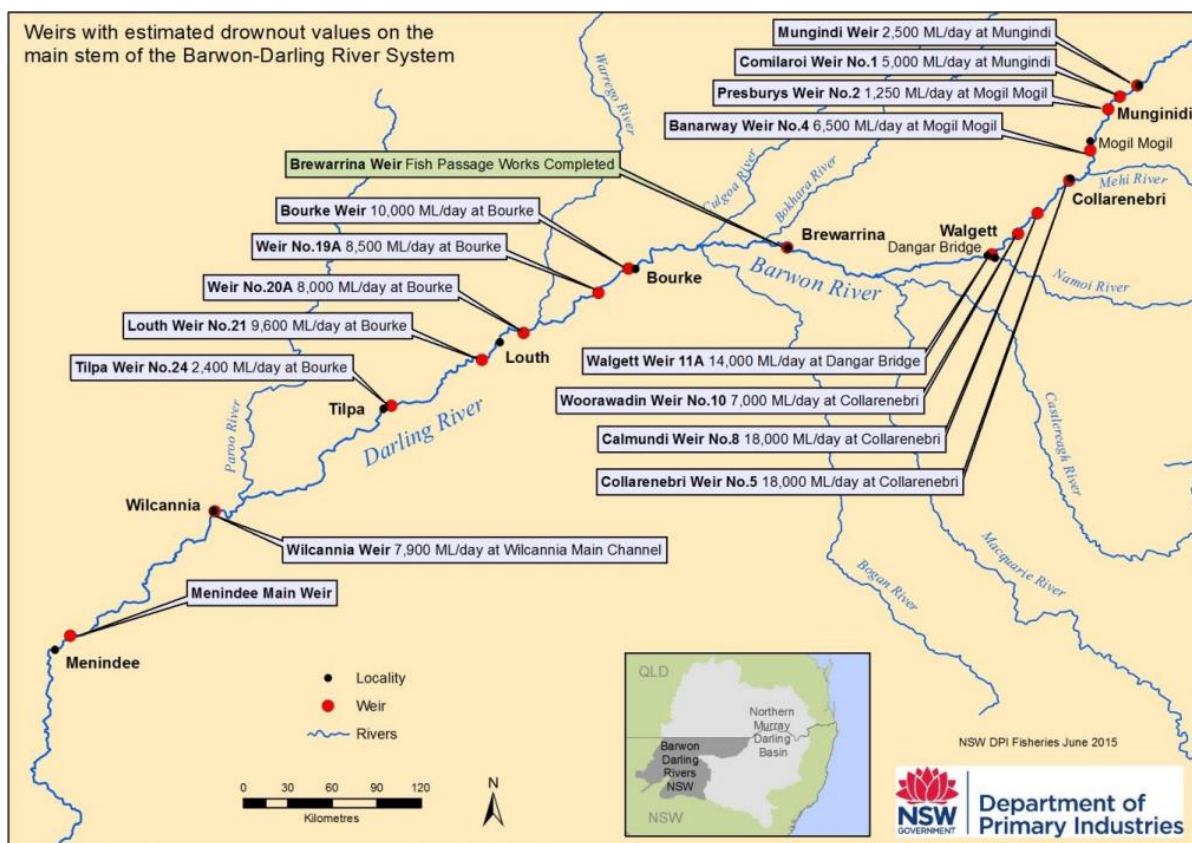 Weirs with estimated drownout values on the
main stem of the Barwon-Darling River System
Mungindi Weir 2,500 ML/day at Mungindi
Comilaroi Weir No.1 5,000 ML/day at Mungindi
Presburys Weir No.2 1,250 ML/day at Mogil Mogil
Banarway Weir No.4 6,500 ML/day at Mogil Mogil
Munginidi
Mogil Mogil
Mehi River
Collarenebri
Warrego River
Culgoa River
Bokhara River
Brewarrina Weir Fish Passage Works Completed
Bourke Weir 10,000 ML/day at Bourke
Weir No.19A 8,500 ML/day at Bourke
Weir No.20A 8,000 ML/day at Bourke
Louth Weir No.21 9,600 ML/day at Bourke
Tilpa Weir No.24 2,400 ML/day at Bourke
Brewarrina
Walgett
Dangar Bridge
Bourke
Barwon River
Namoi River
Louth
Tilpa
Darling River
Paroo River
Walgett Weir 11A 14,000 ML/day at Dangar Bridge
Woorawadin Weir No.10 7,000 ML/day at Collarenebri
Calmundi Weir No.8 18,000 ML/day at Collarenebri
Collarenebri Weir No.5 18,000 ML/day at Collarenebri
Castlereagh River
Macquarie River
Bogan River
Wilcannia
Wilcannia Weir 7,900 ML/day at Wilcannia Main Channel
Menindee Main Weir
Menindee
Locality
Weir
Rivers
0 30 60 90 120
Kilometres
N
QLD
Northern
Murray
Darling
Basin
Barwon
Darling
Rivers
NSW
NSW
NSW DPI Fisheries June 2015
NSW
GOVERNMENT
Department of
Primary Industries